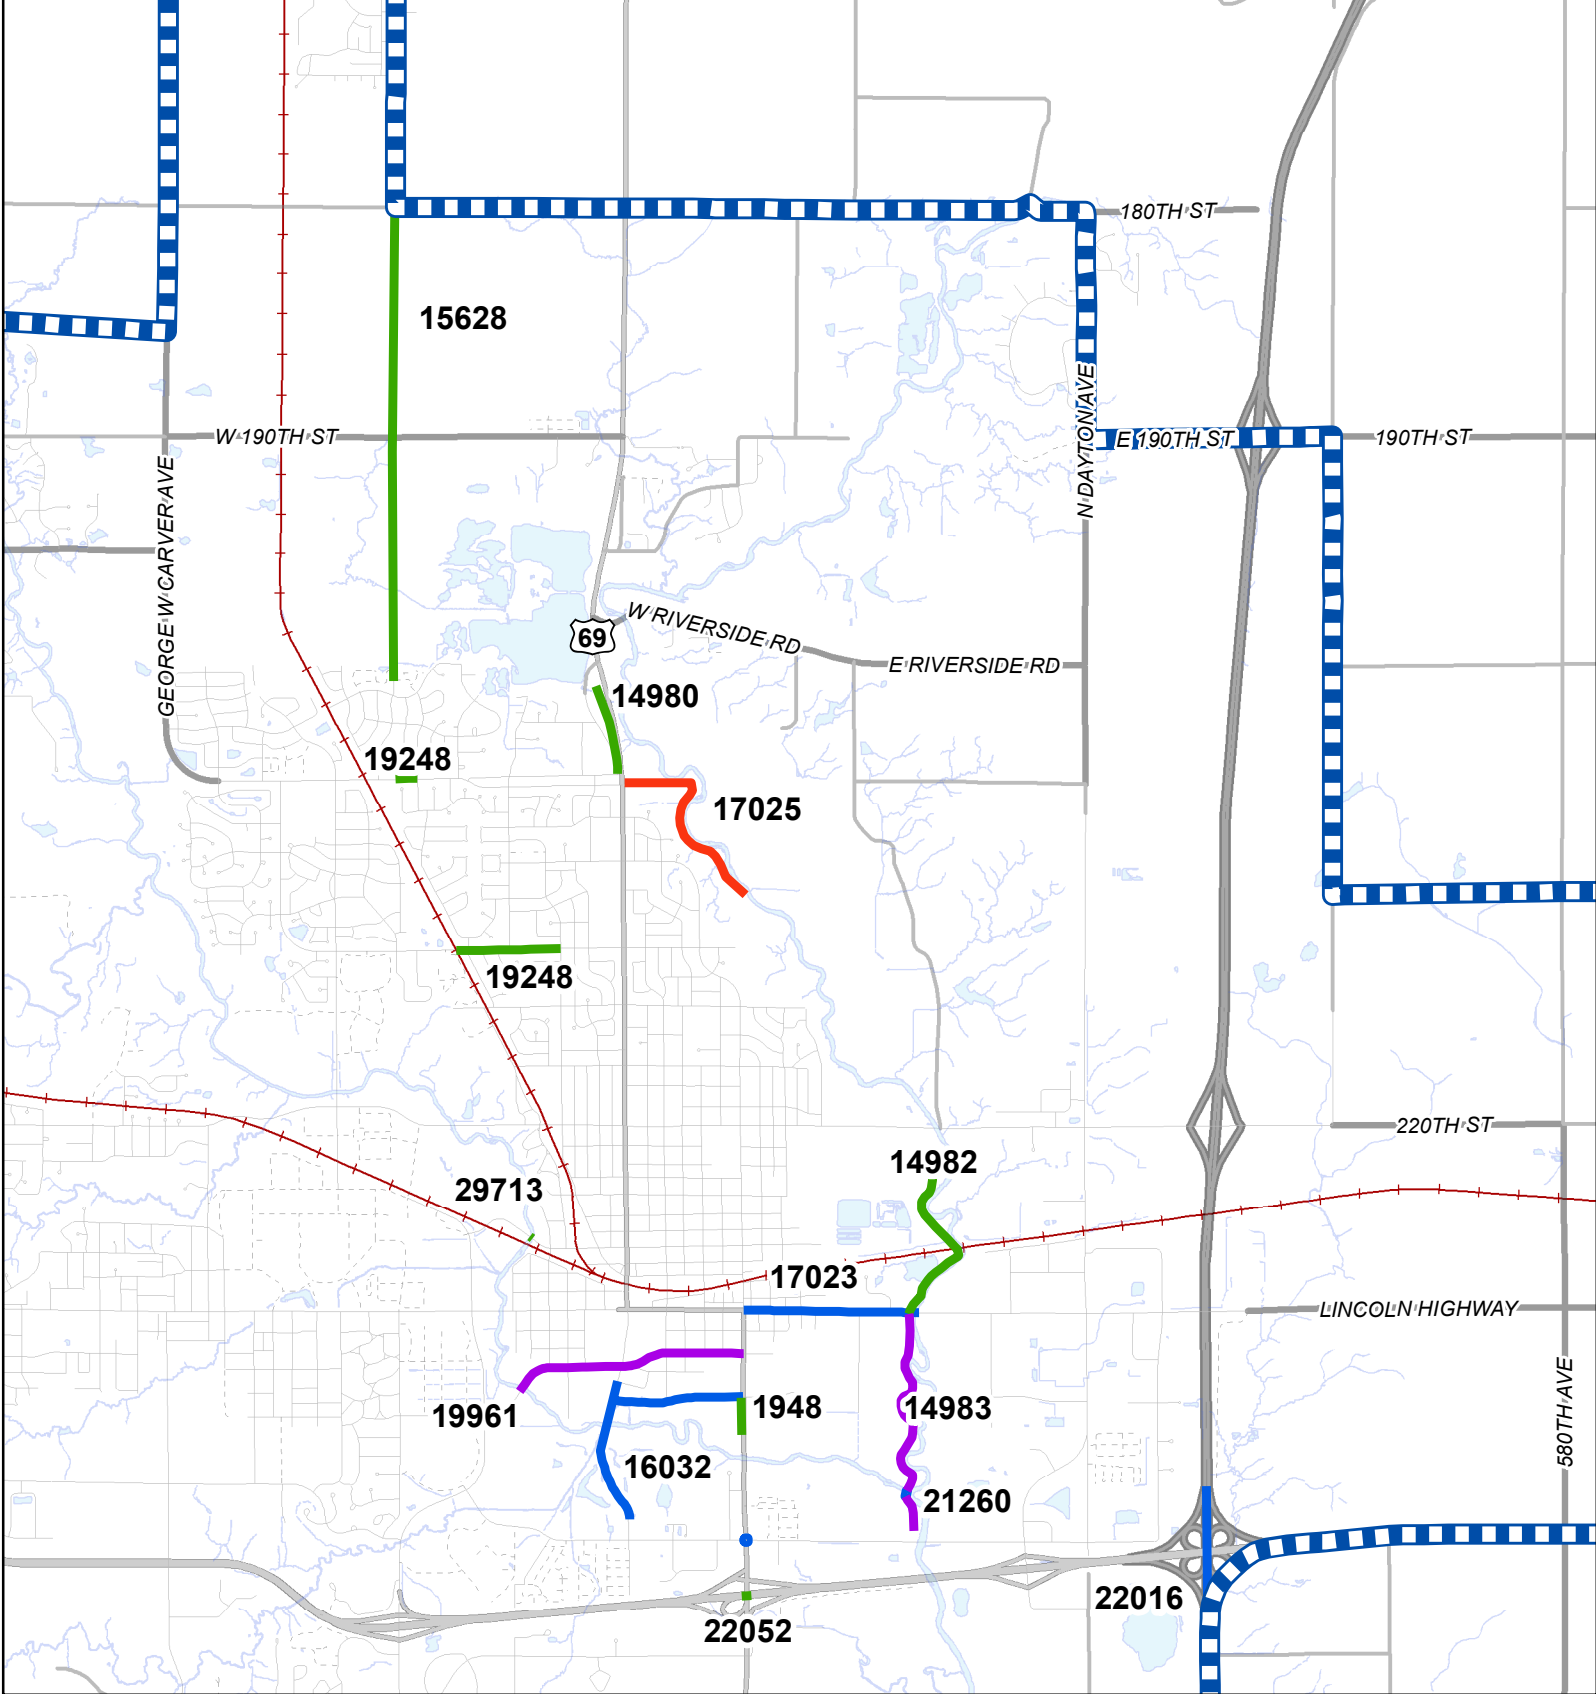 180TH ST
15628
W 190TH ST
E 190TH ST
190TH ST
N DAYTON AVE
GEORGE W CARVER AVE
W RIVERSIDE RD
69
E RIVERSIDE RD
14980
19248
17025
19248
220TH ST
14982
29713
17023
LINCOLN HIGHWAY
19961
1948
14983
580TH AVE
16032
21260
22016
22052